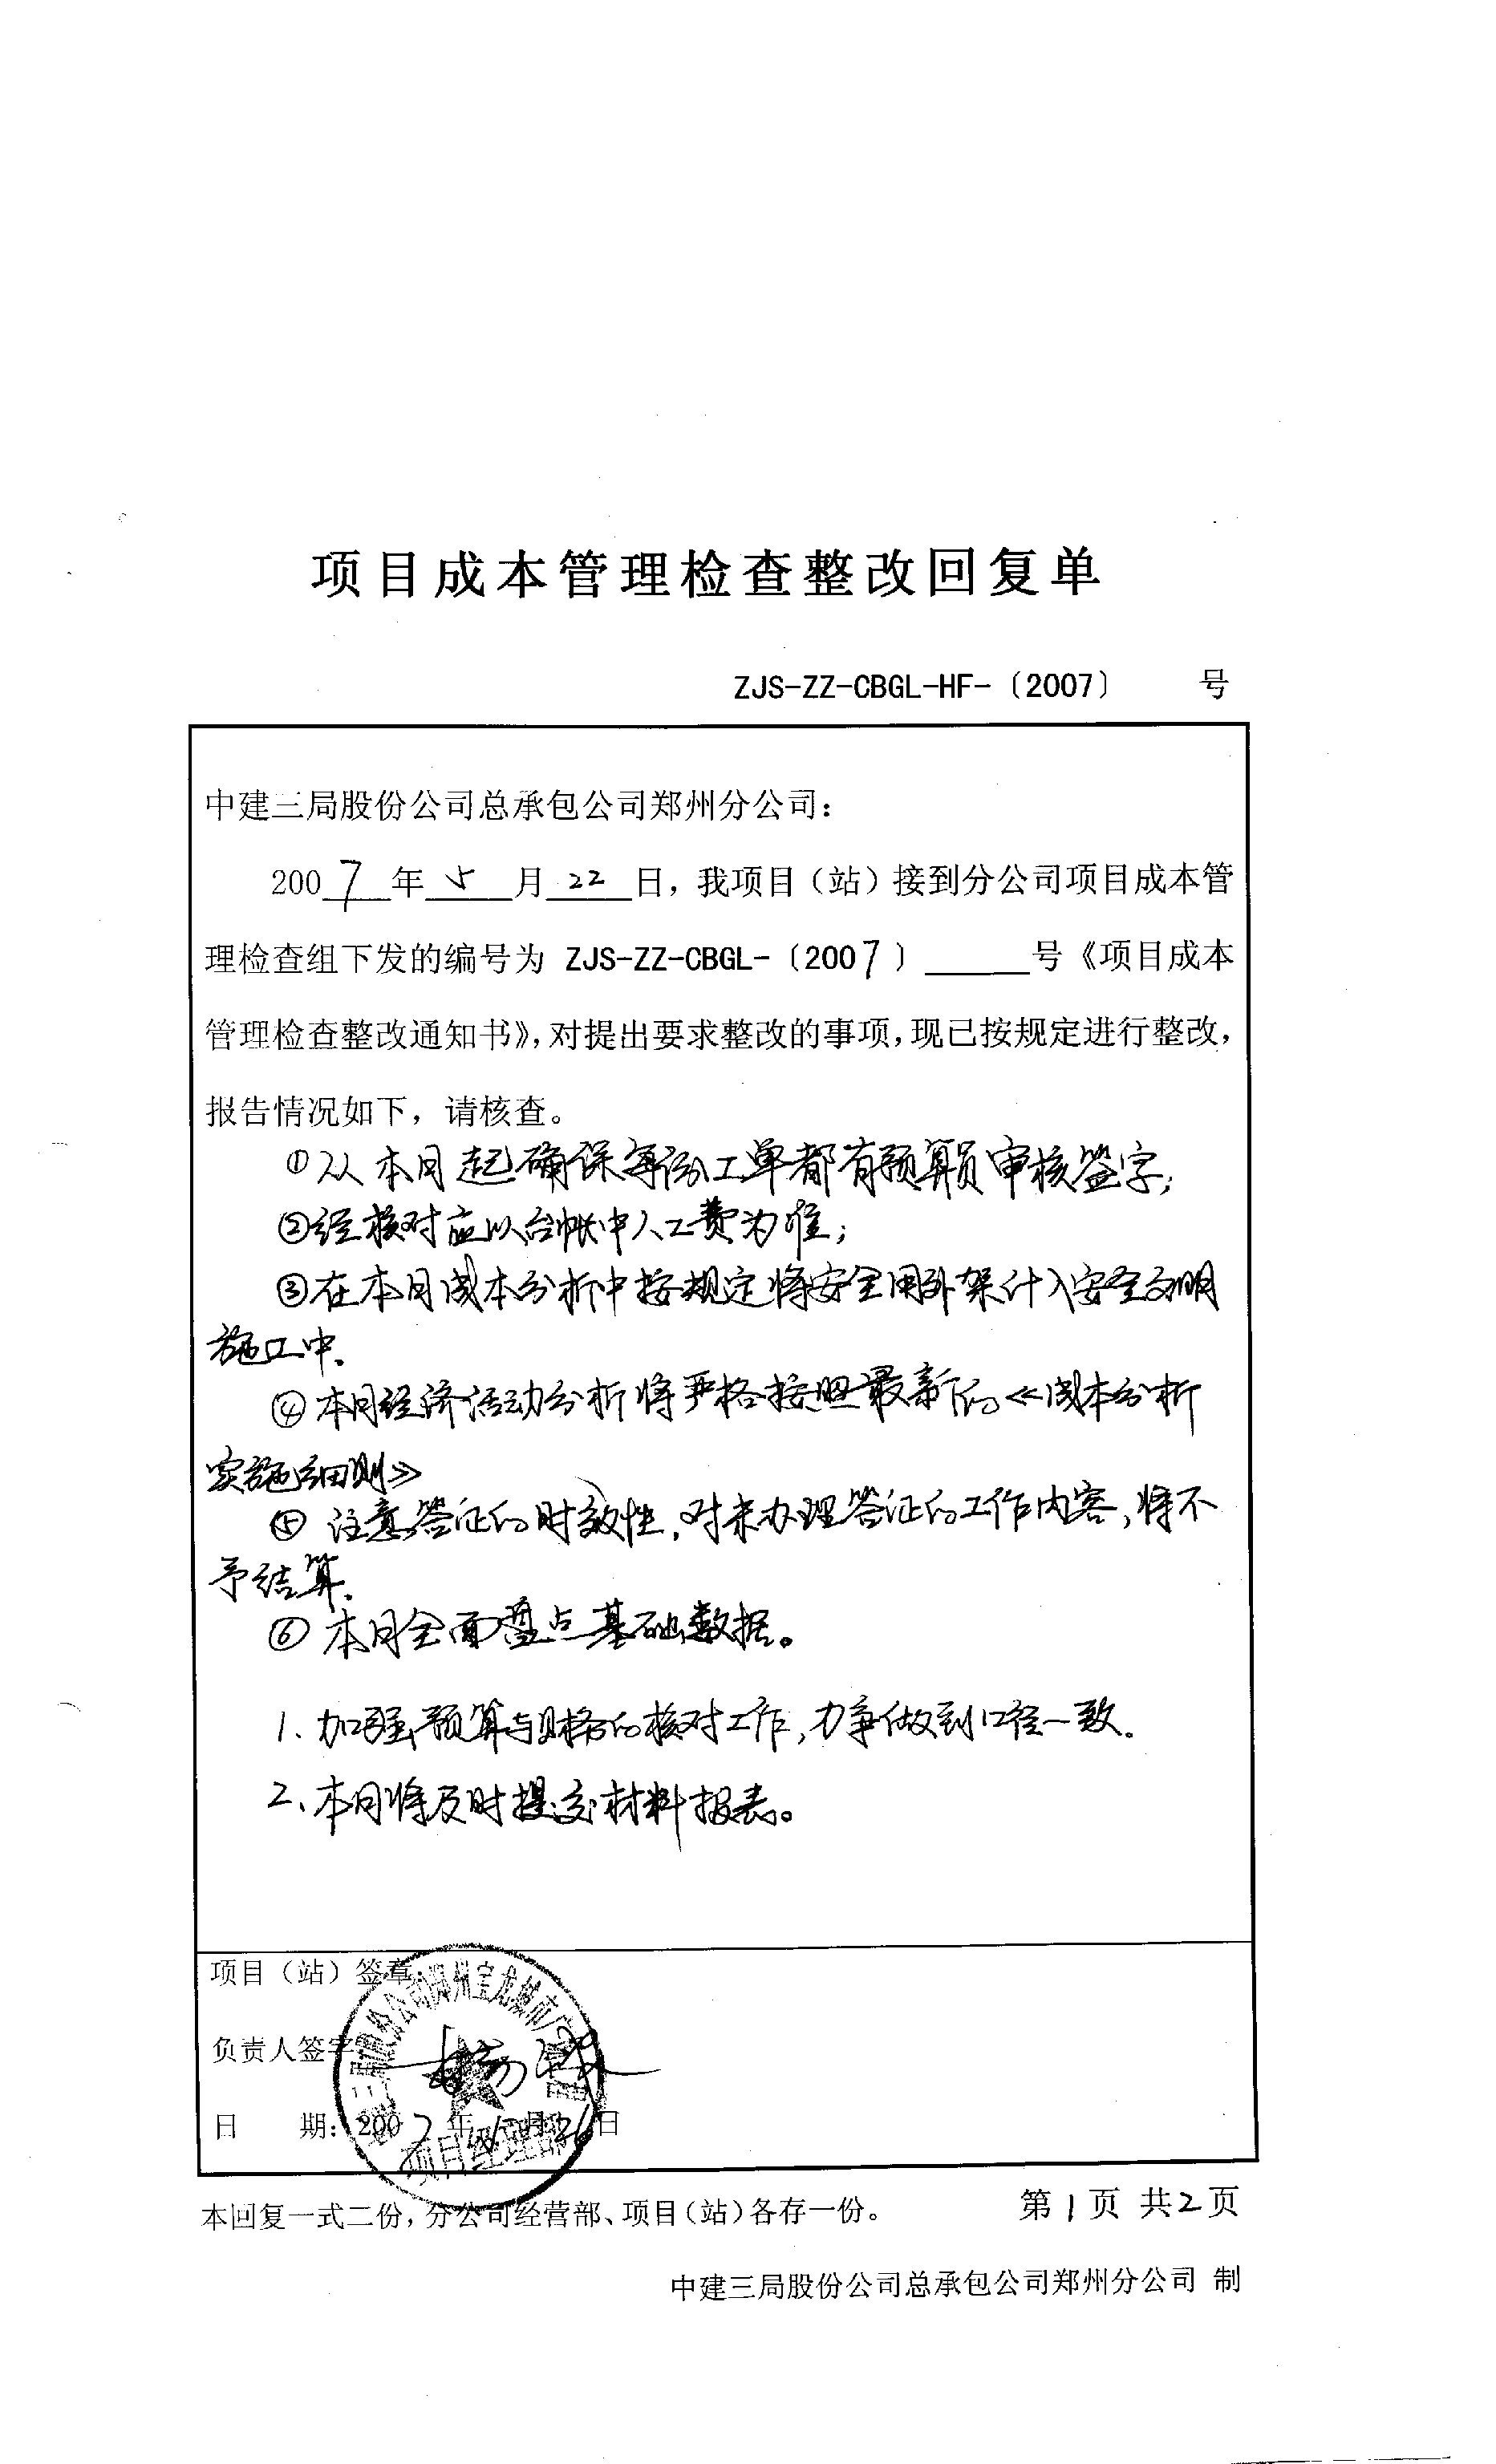 项目成本管理检查整改回复单
ZJS-ZZ-CBGL-HF-〔2007〕 号
中建三局股份公司总承包公司郑州分公司：
2007年5月22日，我项目（站）接到分公司项目成本管
理检查组下发的编号为 ZJS-ZZ-CBGL-〔2007〕____号《项目成本
管理检查整改通知书》，对提出要求整改的事项，现已按规定进行整改，
报告情况如下，请核查。
①从本月起确保每份工单都有预算员审核签字；
②经核对应以台帐中人工费为准；
③在本月成本分析中按规定将安全用外架计入安全文明
施工中.
④本月经济活动分析将严格按照最新的《成本分析
实施细则》
⑤注意签证的时效性，对未办理签证的工作内容，将不
予结算.
⑥本月全面盘点基础数据。
1、加强预算与财务的核对工作，力争做到口径一致。
2、本月将及时提交材料报表。
项目（站）签章：
负责人签字
日 期：2007年 月26日
项目经理部
本回复一式二份，分公司经营部、项目（站）各存一份。 第1页 共2页
中建三局股份公司总承包公司郑州分公司 制